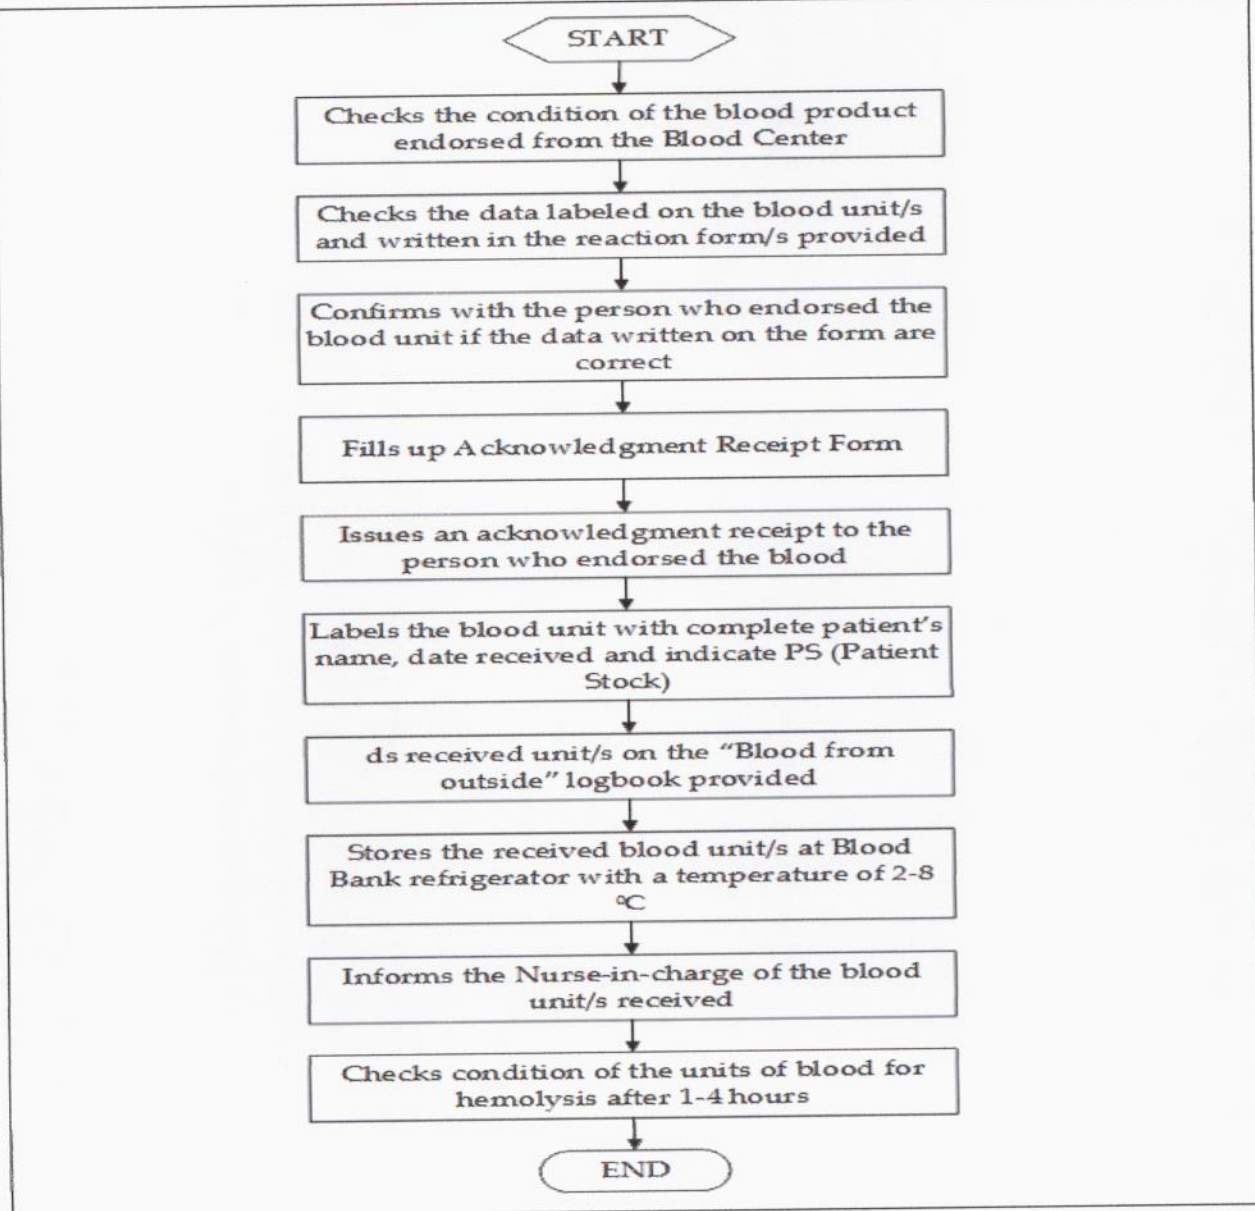 START
Checks the condition of the blood product
endorsed from the Blood Center
Checks the data labeled on the blood unit/s
and written in the reaction form/s provided
Confirms with the person who endorsed the
blood unit if the data written on the form are
correct
Fills up Acknowledgment Receipt Form
Issues an acknowledgment receipt to the
person who endorsed the blood
Labels the blood unit with complete patient's
name, date received and indicate PS (Patient
Stock)
ds received unit/s on the "Blood from
outside" logbook provided
Stores the received blood unit/s at Blood
Bank refrigerator with a temperature of 2-8
ºC
Informs the Nurse-in-charge of the blood
unit/s received
Checks condition of the units of blood for
hemolysis after 1-4 hours
END